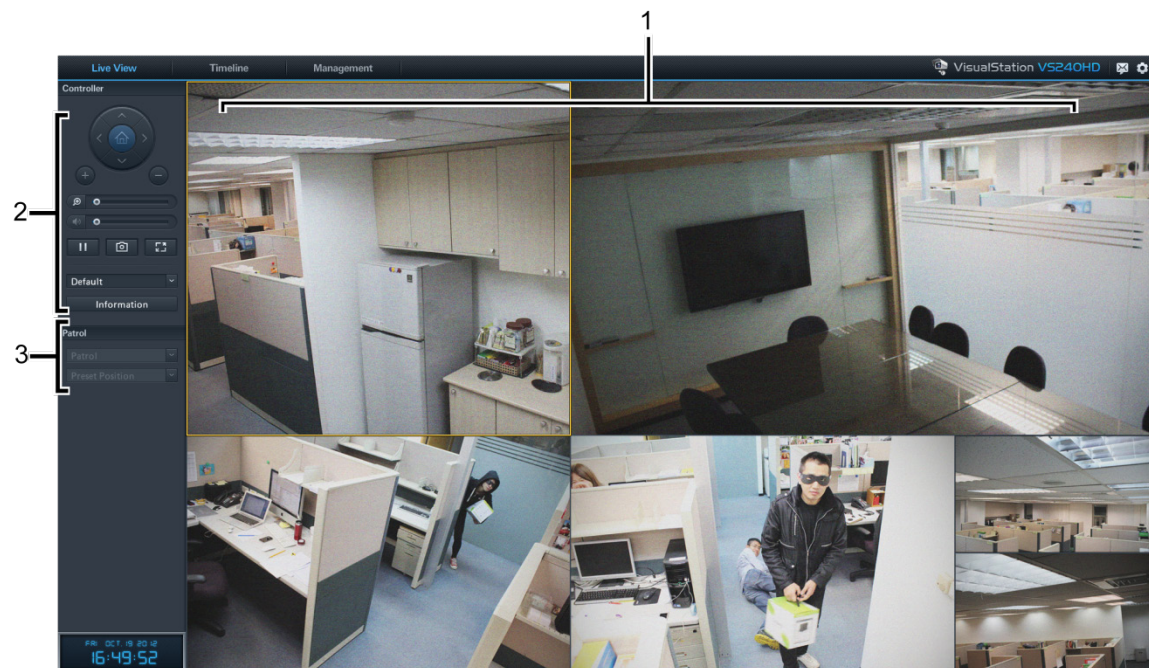 1
Live View Timeline Management VisualStation VS240HD
Controller
2
Default
Information
3
Patrol
Patrol
Preset Position
FRI OCT. 19. 2012
16:49:52